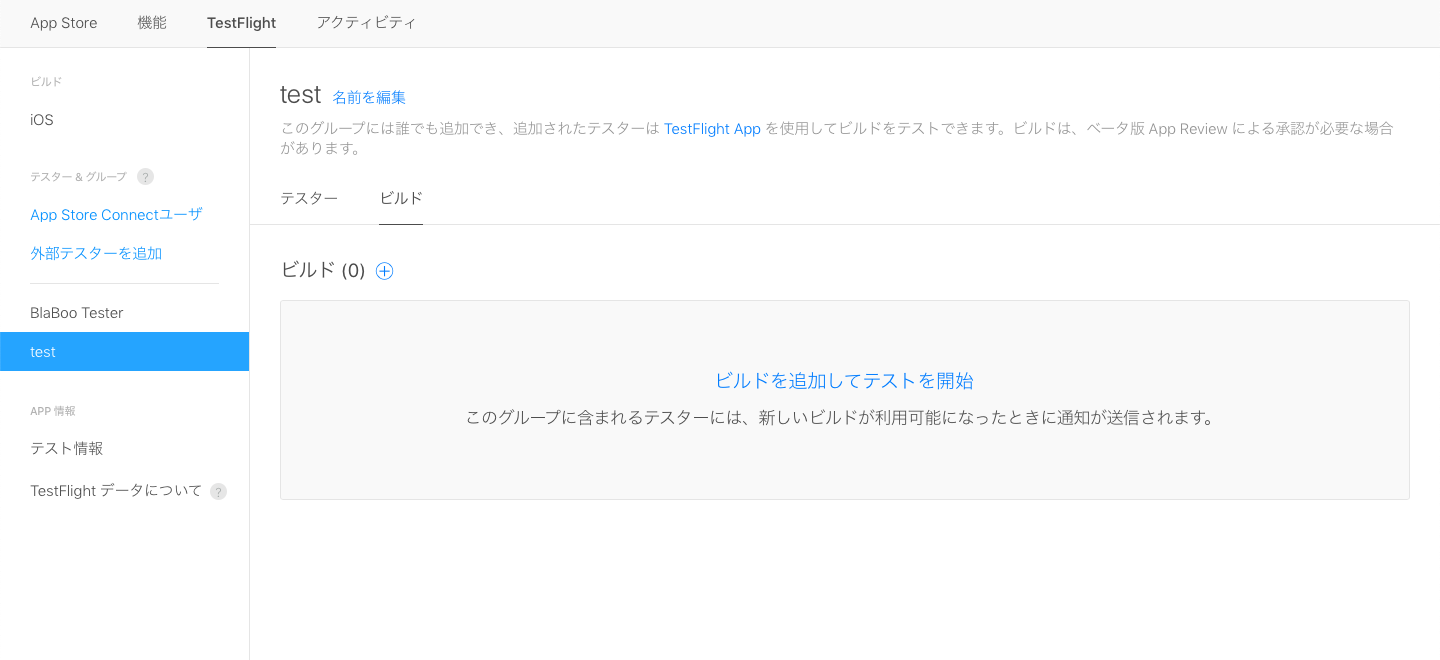 App Store 機能 TestFlight アクティビティ
ビルド
iOS
テスター & グループ ?
App Store Connectユーザ
外部テスターを追加
BlaBoo Tester
test
APP 情報
テスト情報
TestFlight データについて ?
test 名前を編集
このグループには誰でも追加でき、追加されたテスターは TestFlight App を使用してビルドをテストできます。ビルドは、ベータ版 App Review による承認が必要な場合
があります。
テスター ビルド
ビルド (0)
ビルドを追加してテストを開始
このグループに含まれるテスターには、新しいビルドが利用可能になったときに通知が送信されます。